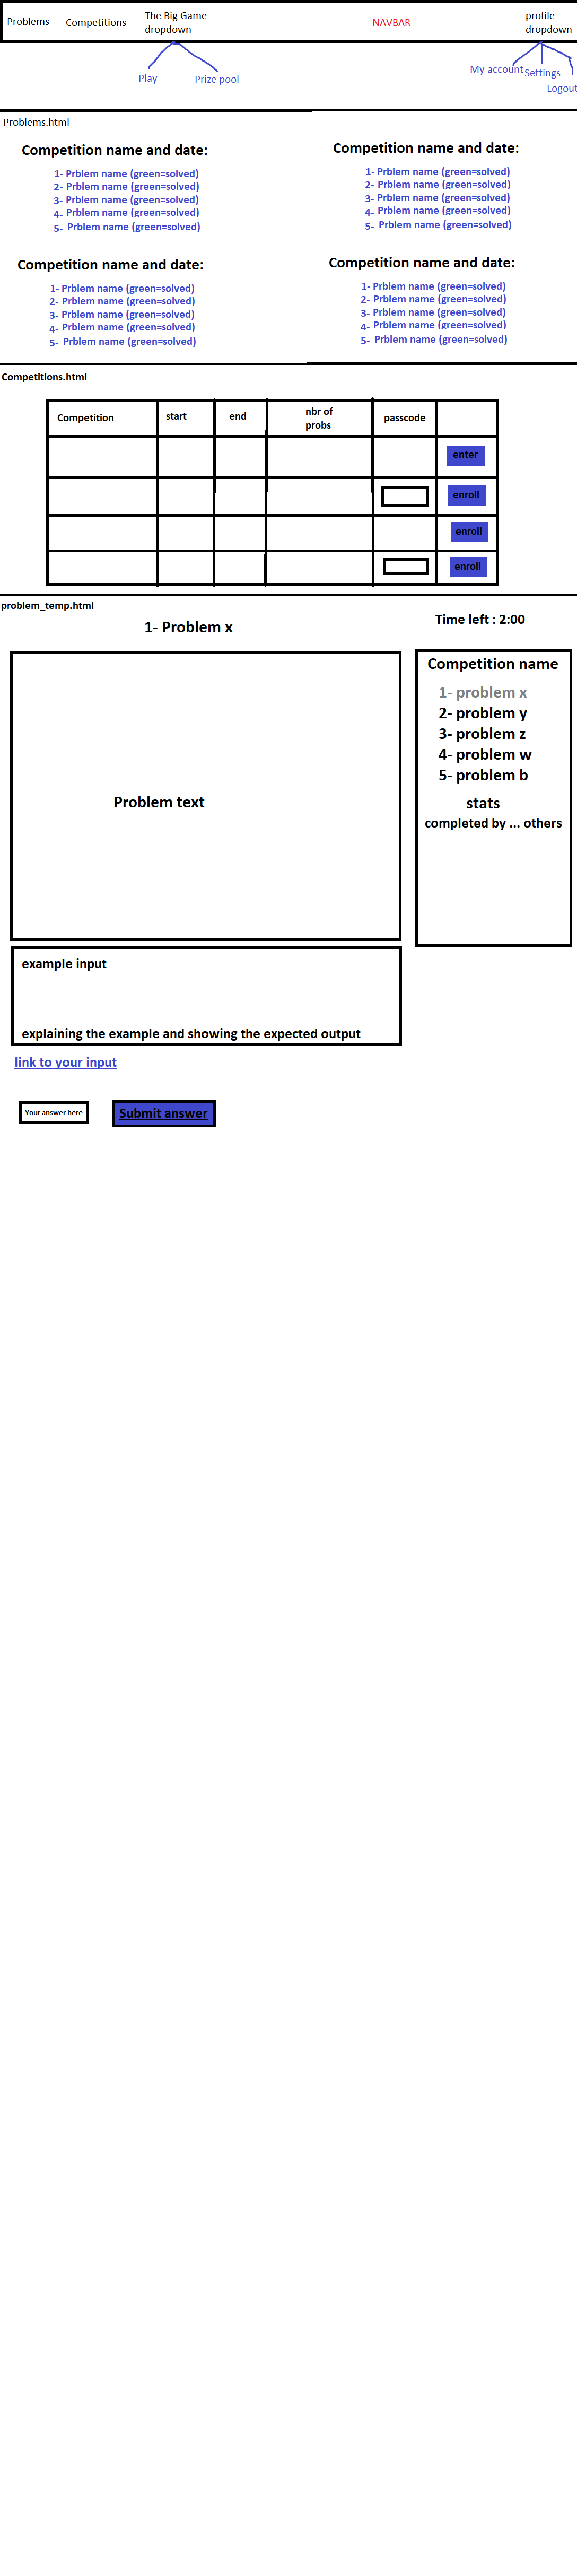 Problems
Competitions
The Big Game
dropdown
NAVBAR
profile
dropdown
Play
Prize pool
My account
Settings
Logout
Problems.html
Competition name and date:
1- Prblem name (green=solved)
2- Prblem name (green=solved)
3- Prblem name (green=solved)
4- Prblem name (green=solved)
5- Prblem name (green=solved)
Competition name and date:
1- Prblem name (green=solved)
2- Prblem name (green=solved)
3- Prblem name (green=solved)
4- Prblem name (green=solved)
5- Prblem name (green=solved)
Competition name and date:
1- Prblem name (green=solved)
2- Prblem name (green=solved)
3- Prblem name (green=solved)
4- Prblem name (green=solved)
5- Prblem name (green=solved)
Competition name and date:
1- Prblem name (green=solved)
2- Prblem name (green=solved)
3- Prblem name (green=solved)
4- Prblem name (green=solved)
5- Prblem name (green=solved)
Competitions.html
Competition
start
end
nbr of
probs
passcode
enter
enroll
enroll
enroll
problem_temp.html
1- Problem x
Time left : 2:00
Problem text
Competition name
1- problem x
2- problem y
3- problem z
4- problem w
5- problem b
stats
completed by ... others
example input
explaining the example and showing the expected output
link to your input
Your answer here
Submit answer